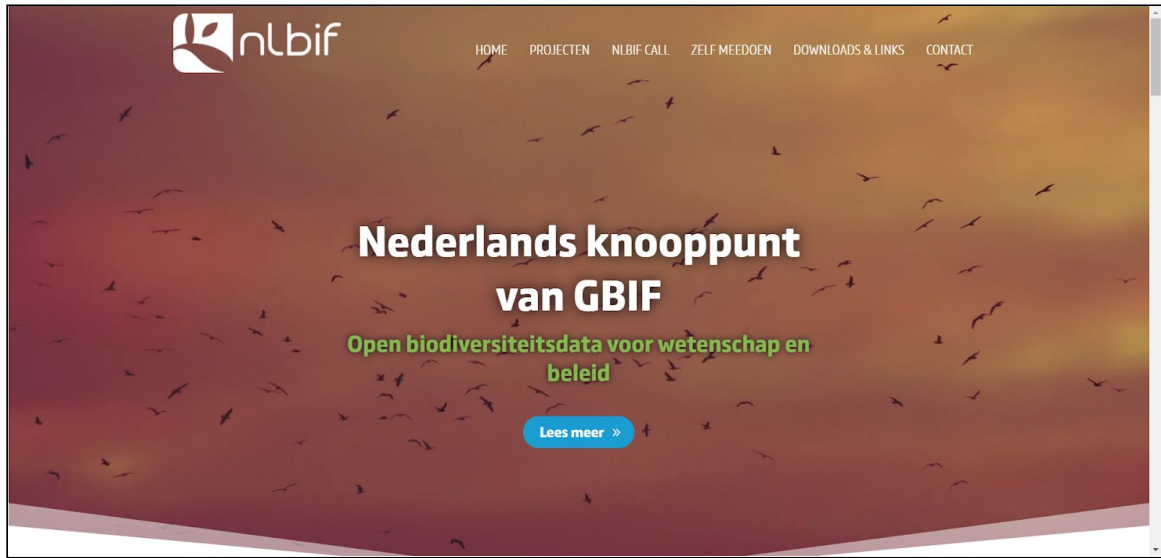 nlbif
HOME PROJECTEN NLBIF CALL ZELF MEEDOEN DOWNLOADS & LINKS CONTACT
Nederlands knooppunt
van GBIF
Open biodiversiteitsdata voor wetenschap en
beleid
Lees meer »